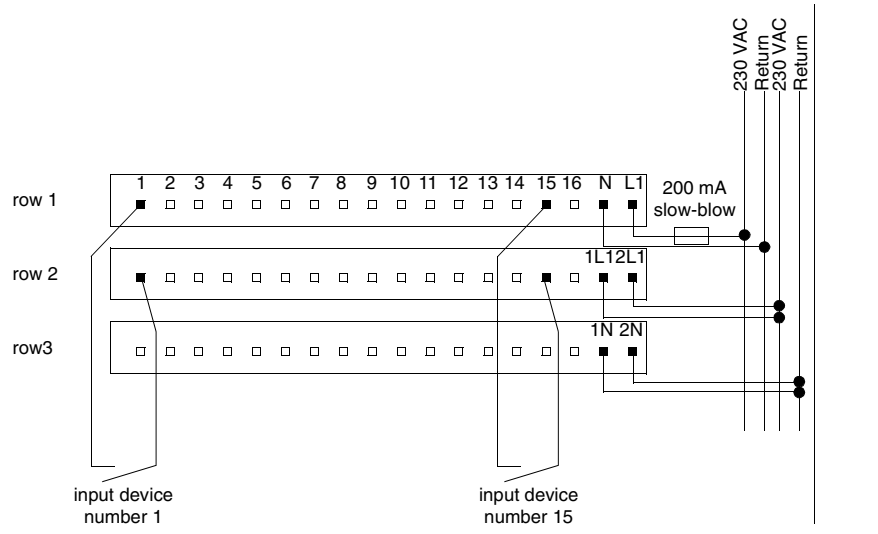 230 VAC
Return
230 VAC
Return
row 1
1 2 3 4 5 6 7 8 9 10 11 12 13 14 15 16 N L1
200 mA
slow-blow
row 2
1L12L1
row3
1N 2N
input device
number 1
input device
number 15